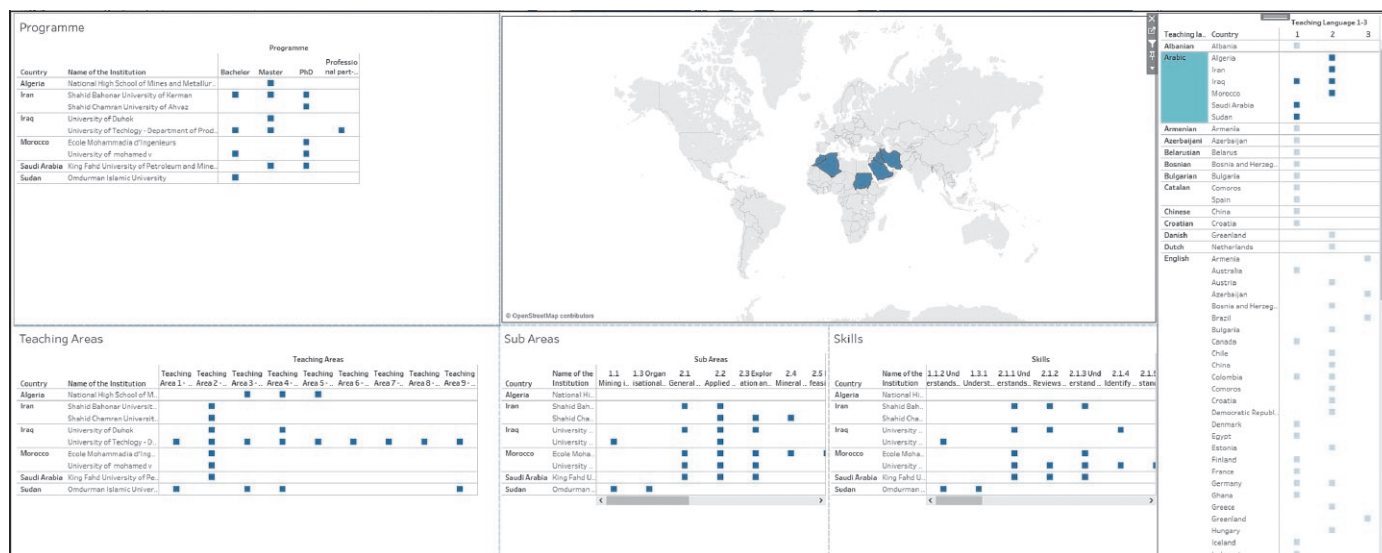 Programme
Programme
Country Name of the Institution Bachelor Master PhD Professio nal part-..
Algeria National High School of Mines and Metallur..
Iran Shahid Bahonar University of Kerman
Shahid Chamran University of Ahvaz
Iraq University of Duhok
University of Techlogy - Department of Prod..
Morocco Ecole Mohammadia d'Ingenieurs
University of mohamed v
Saudi Arabia King Fahd University of Petroleum and Mine..
Sudan Omdurman Islamic University
© OpenStreetMap contributors
Teaching Language 1-3
Teaching la.. Country 1 2 3
Albanian Albania
Arabic Algeria
Iran
Iraq
Morocco
Saudi Arabia
Sudan
Armenian Armenia
Azerbaijani Azerbaijan
Belarusian Belarus
Bosnian Bosnia and Herzeg..
Bulgarian Bulgaria
Catalan Comoros
Spain
Chinese China
Croatian Croatia
Danish Greenland
Dutch Netherlands
English Armenia
Australia
Austria
Azerbaijan
Bosnia and Herzeg..
Brazil
Bulgaria
Canada
Chile
China
Colombia
Comoros
Croatia
Democratic Republ..
Denmark
Egypt
Estonia
Finland
France
Germany
Ghana
Greece
Greenland
Hungary
Iceland
Teaching Areas
Teaching Areas
Teaching Teaching Teaching Teaching Teaching Teaching Teaching Teaching Teaching
Country Name of the Institution Area 1 -.. Area 2 -.. Area 3 -.. Area 4 -.. Area 5 -.. Area 6 -.. Area 7 -.. Area 8 -.. Area 9 -..
Algeria National High School of M..
Iran Shahid Bahonar Universit..
Shahid Chamran Universit..
Iraq University of Duhok
University of Techlogy - D..
Morocco Ecole Mohammadia d'Ing..
University of mohamed v
Saudi Arabia King Fahd University of Pe..
Sudan Omdurman Islamic Univer..
Sub Areas
Sub Areas
Name of the 1.1 1.3 Organ 2.1 2.2 2.3 Explor 2.4 2.5
Country Institution Mining i.. isational.. General .. Applied .. ation an.. Mineral .. feasi
Algeria National Hi..
Iran Shahid Bah..
Shahid Cha..
Iraq University ..
University ..
Morocco Ecole Moha..
University ..
Saudi Arabia King Fahd U..
Sudan Omdurman ..
Skills
Skills
Name of the 1.1.2 Und 1.3.1 2.1.1 Und 2.1.2 2.1.3 Und 2.1.4 2.1.5
Country Institution erstands.. Underst.. erstands.. Reviews .. erstand .. Identify .. stand
Algeria National Hi..
Iran Shahid Bah..
Shahid Cha..
Iraq University ..
University ..
Morocco Ecole Moha..
University ..
Saudi Arabia King Fahd U..
Sudan Omdurman ..